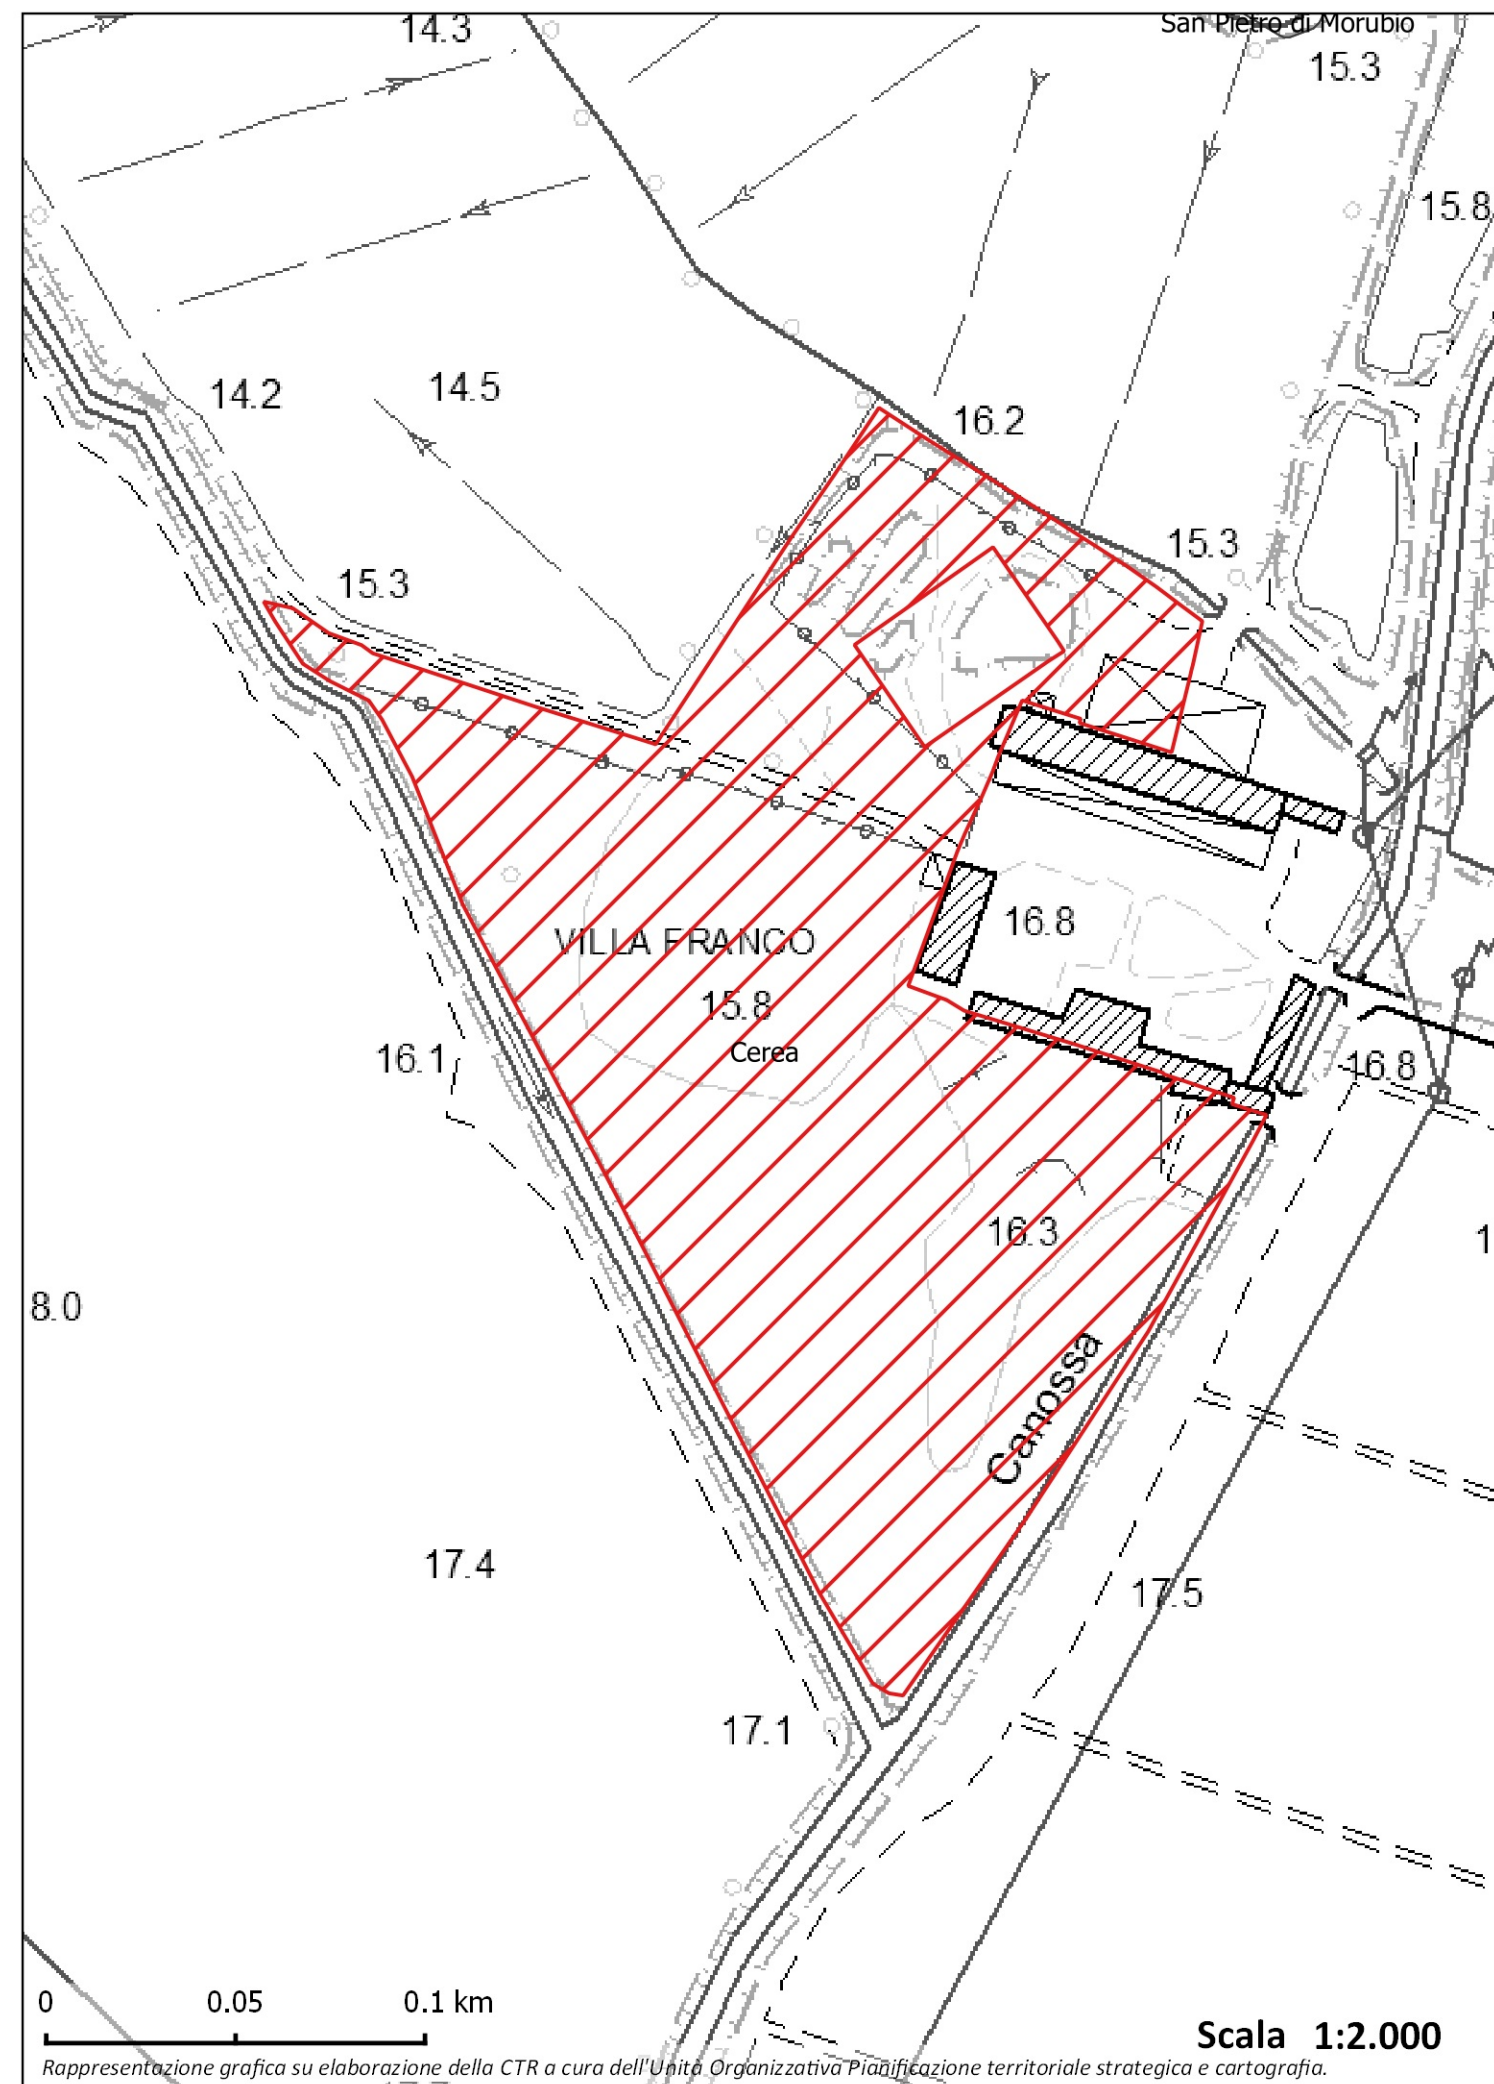 San Pietro di Morubio
14.3
15.3
15.8
14.2
14.5
16.2
15.3
15.3
VILLA FRANCO
16.8
15.8
Cerea
16.1
16.8
16.3
8.0
Canossa
17.4
17.5
17.1
0 0.05 0.1 km
Scala 1:2.000
Rappresentazione grafica su elaborazione della CTR a cura dell'Unità Organizzativa Pianificazione territoriale strategica e cartografia.